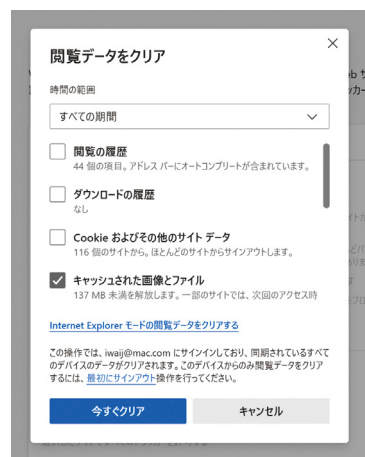 閲覧データをクリア
時間の範囲
すべての期間
閲覧の履歴
44 個の項目。アドレス バーにオートコンプリートが含まれています。
ダウンロードの履歴
なし
Cookie およびその他のサイト データ
116 個のサイトから。ほとんどのサイトからサインアウトします。
キャッシュされた画像とファイル
137 MB 未満を解放します。一部のサイトでは、次回のアクセス時
Internet Explorer モードの閲覧データをクリアする
この操作では、iwaij@mac.com にサインインしており、同期されているすべて
のデバイスのデータがクリアされます。このデバイスからのみ閲覧データをクリア
するには、最初にサインアウト操作を行ってください。
今すぐクリア
キャンセル